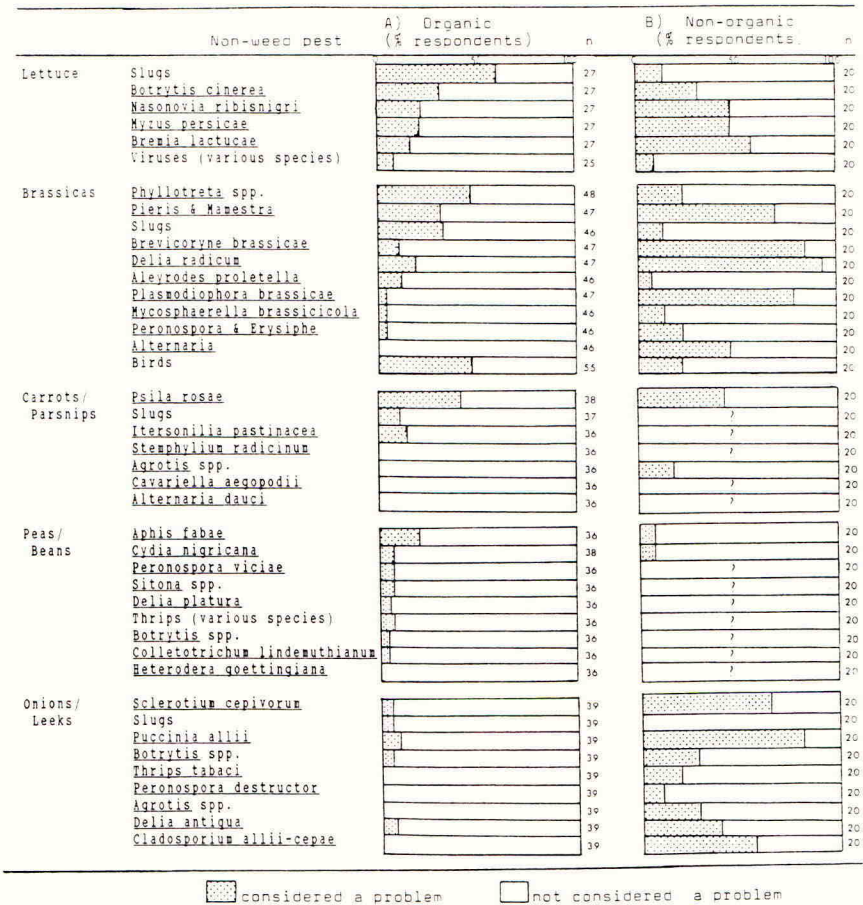 A) Organic B) Non-organic
Non-weed pest (% respondents) n (% respondents. n
Lettuce Slugs 27 20
Botrytis cinerea 27 20
Nasonovia ribisnigri 27 20
Myzus persicae 27 20
Bremia lactucae 27 20
Viruses (various species) 25 20
Brassicas Phyllotreta spp. 48 20
Pieris & Mamestra 47 20
Slugs 46 20
Brevicoryne brassicae 47 20
Delia radicum 47 20
Aleyrodes proletella 46 20
Plasmodiophora brassicae 47 20
Mycosphaerella brassicicola 46 20
Peronospora & Erysiphe 46 20
Alternaria 46 20
Birds 55 20
Carrots/ Psila rosae 38 20
Parsnips Slugs 37 ? 20
Itersonilia pastinacea 36 ? 20
Stemphylium radicinum 36 ? 20
Agrotis spp. 36 20
Cavariella aegopodii 36 ? 20
Alternaria dauci 36 ? 20
Peas/ Aphis fabae 36 20
Beans Cydia nigricana 38 20
Peronospora viciae 36 ? 20
Sitona spp. 36 ? 20
Delia platura 36 ? 20
Thrips (various species) 36 ? 20
Botrytis spp. 36 ? 20
Colletotrichum lindemuthianum 36 ? 20
Heterodera goettingiana 36 ? 20
Onions/ Sclerotium cepivorum 39 20
Leeks Slugs 39 20
Puccinia allii 39 20
Botrytis spp. 39 20
Thrips tabaci 39 20
Peronospora destructor 39 20
Agrotis spp. 39 20
Delia antiqua 39 20
Cladosporium allii-cepae 39 20
considered a problem not considered a problem